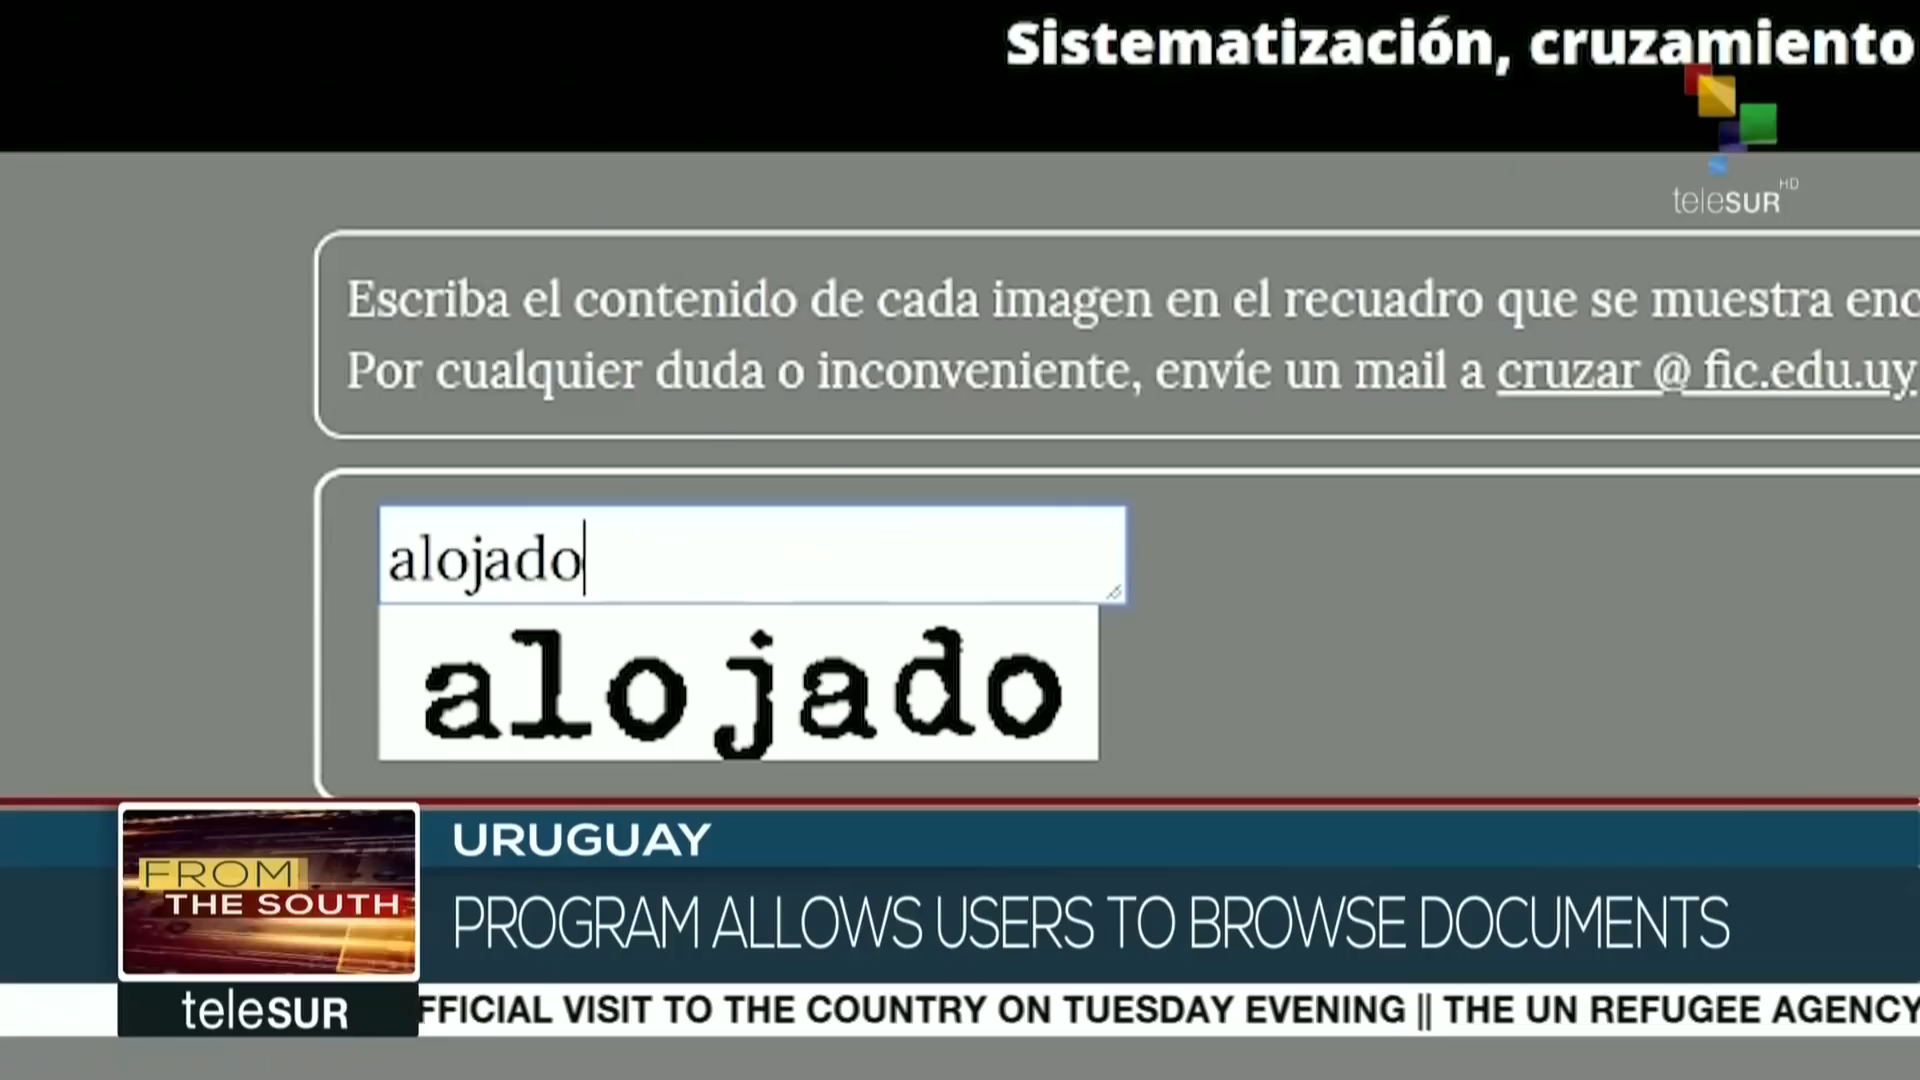 Sistematización, cruzamiento
teleSUR HD
Escriba el contenido de cada imagen en el recuadro que se muestra enc
Por cualquier duda o inconveniente, envíe un mail a cruzar @ fic.edu.uy
alojado
alojado
URUGUAY
FROM
THE SOUTH
PROGRAM ALLOWS USERS TO BROWSE DOCUMENTS
teleSUR
FFICIAL VISIT TO THE COUNTRY ON TUESDAY EVENING || THE UN REFUGEE AGENCY